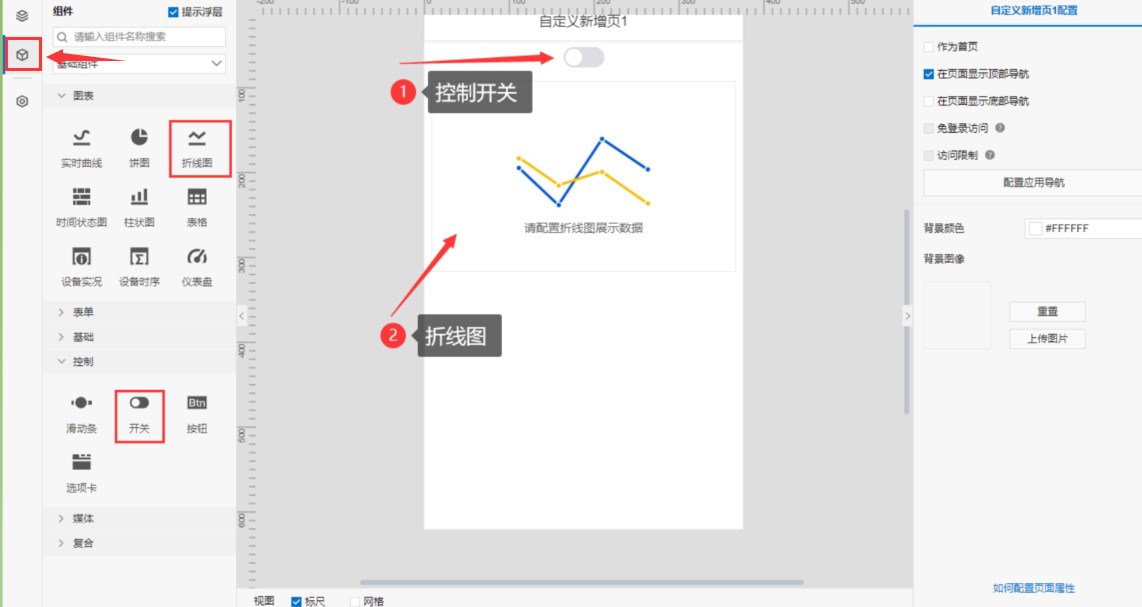 组件
提示浮层
请输入组件名称搜索
基础组件
图表
实时曲线
饼图
折线图
时间状态图
柱状图
表格
设备实况
设备时序
仪表盘
表单
基础
控制
滑动条
开关
Btn
按钮
选项卡
媒体
复合
-200
-100
0
100
200
300
400
500
100
200
300
400
500
600
自定义新增页1
1
控制开关
请配置折线图展示数据
2
折线图
视图
标尺
网格
自定义新增页1配置
作为首页
在页面显示顶部导航
在页面显示底部导航
免登录访问
访问限制
配置应用导航
背景颜色
#FFFFFF
背景图像
重置
上传图片
如何配置页面属性